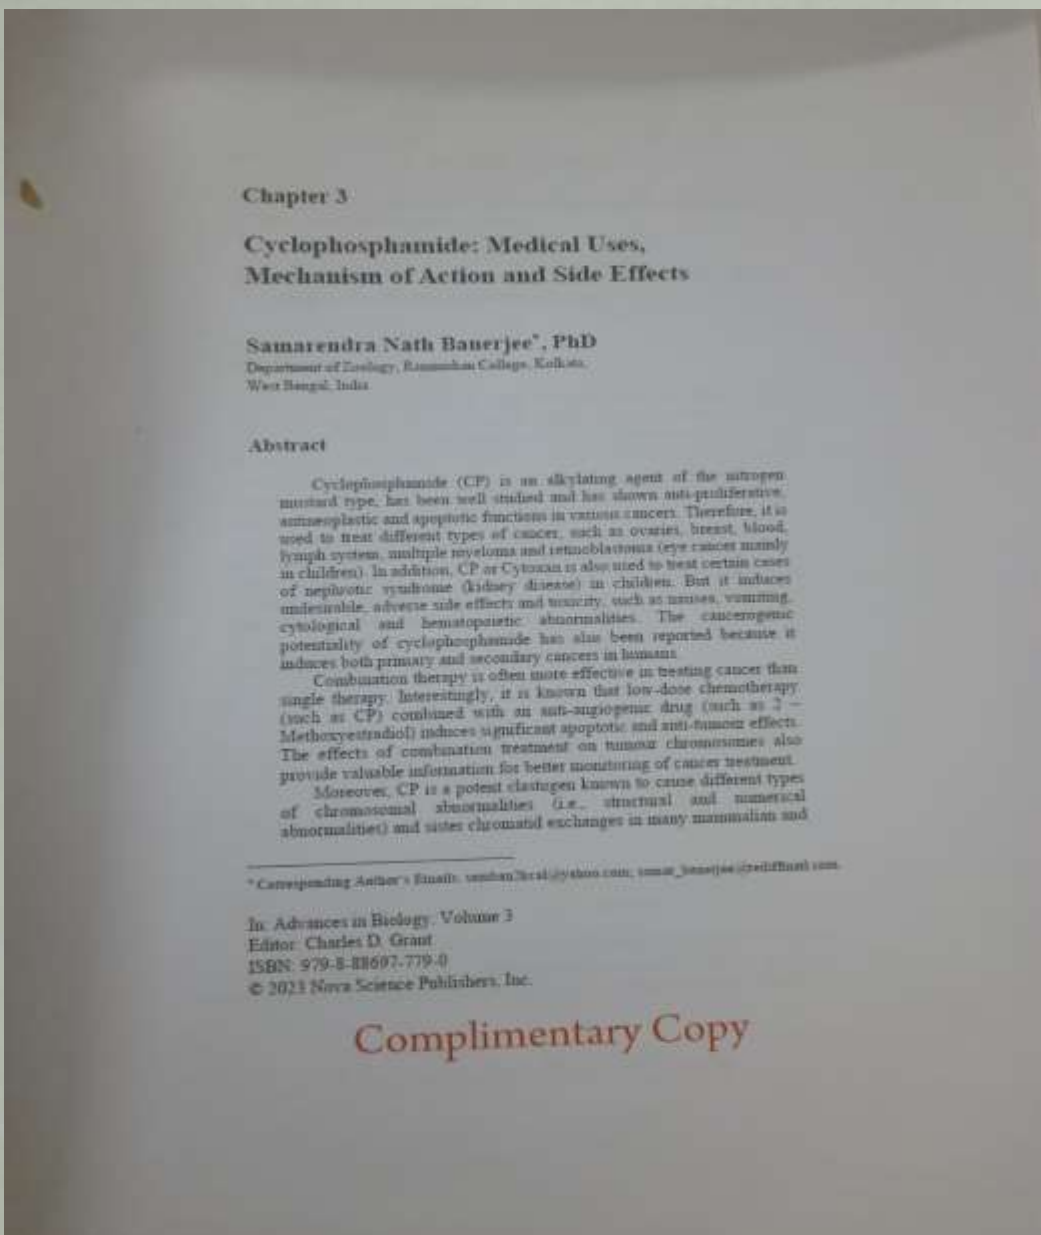 Chapter 3
Cyclophosphamide: Medical Uses,
Mechanism of Action and Side Effects
Samarendra Nath Banerjee*, PhD
Department of Zoology, Rammohan College, Kolkata,
West Bengal, India
Abstract
Cyclophosphamide (CP) is an alkylating agent of the nitrogen
mustard type, has been well studied and has shown anti-proliferative,
antineoplastic and apoptotic functions in various cancers. Therefore, it is
used to treat different types of cancer, such as ovaries, breast, blood,
lymph system, multiple myeloma and retinoblastoma (eye cancer mainly
in children). In addition, CP or Cytoxan is also used to treat certain cases
of nephrotic syndrome (kidney disease) in children. But it induces
undesirable, adverse side effects and toxicity, such as nausea, vomiting,
cytological and hematopaietic abnormalities. The cancerogenic
potentiality of cyclophosphamide has also been reported because it
induces both primary and secondary cancers in humans.
Combination therapy is often more effective in treating cancer than
single therapy. Interestingly, it is known that low-dose chemotherapy
(such as CP) combined with an anti-angiogenic drug (such as 2 –
Methoxyestradiol) induces significant apoptotic and anti-tumour effects.
The effects of combination treatment on tumour chromosomes also
provide valuable information for better monitoring of cancer treatment.
Moreover, CP is a potent clastogen known to cause different types
of chromosomal abnormalities (i.e., structural and numerical
abnormalities) and sister chromatid exchanges in many mammalian and
* Corresponding Author's Emails:
In: Advances in Biology. Volume 3
Editor: Charles D. Grant
ISBN: 979-8-88697-779-0
© 2023 Nova Science Publishers, Inc.
Complimentary Copy